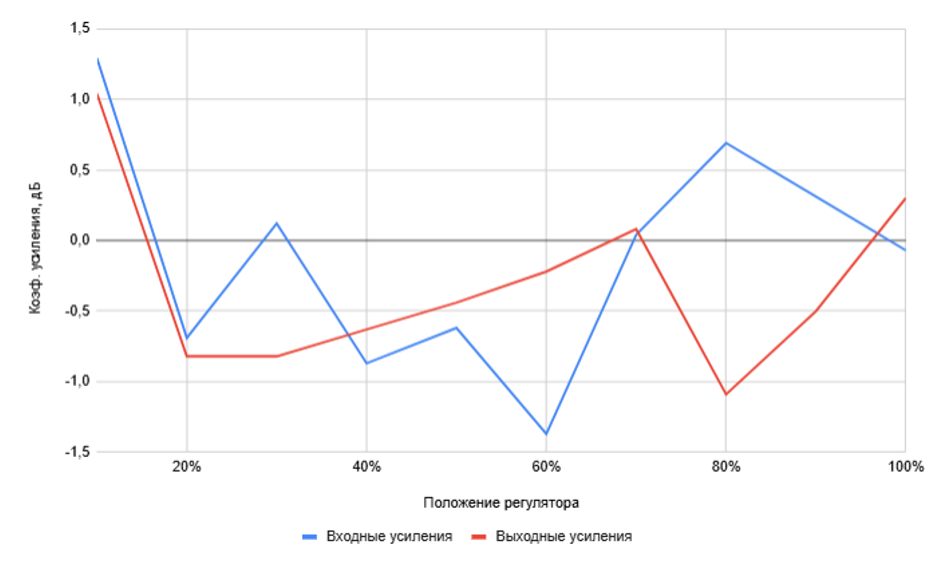 1,5
1,0
0,5
0,0
-0,5
-1,0
-1,5
Коэф. усиления, дБ
20% 40% 60% 80% 100%
Положение регулятора
Входные усиления Выходные усиления